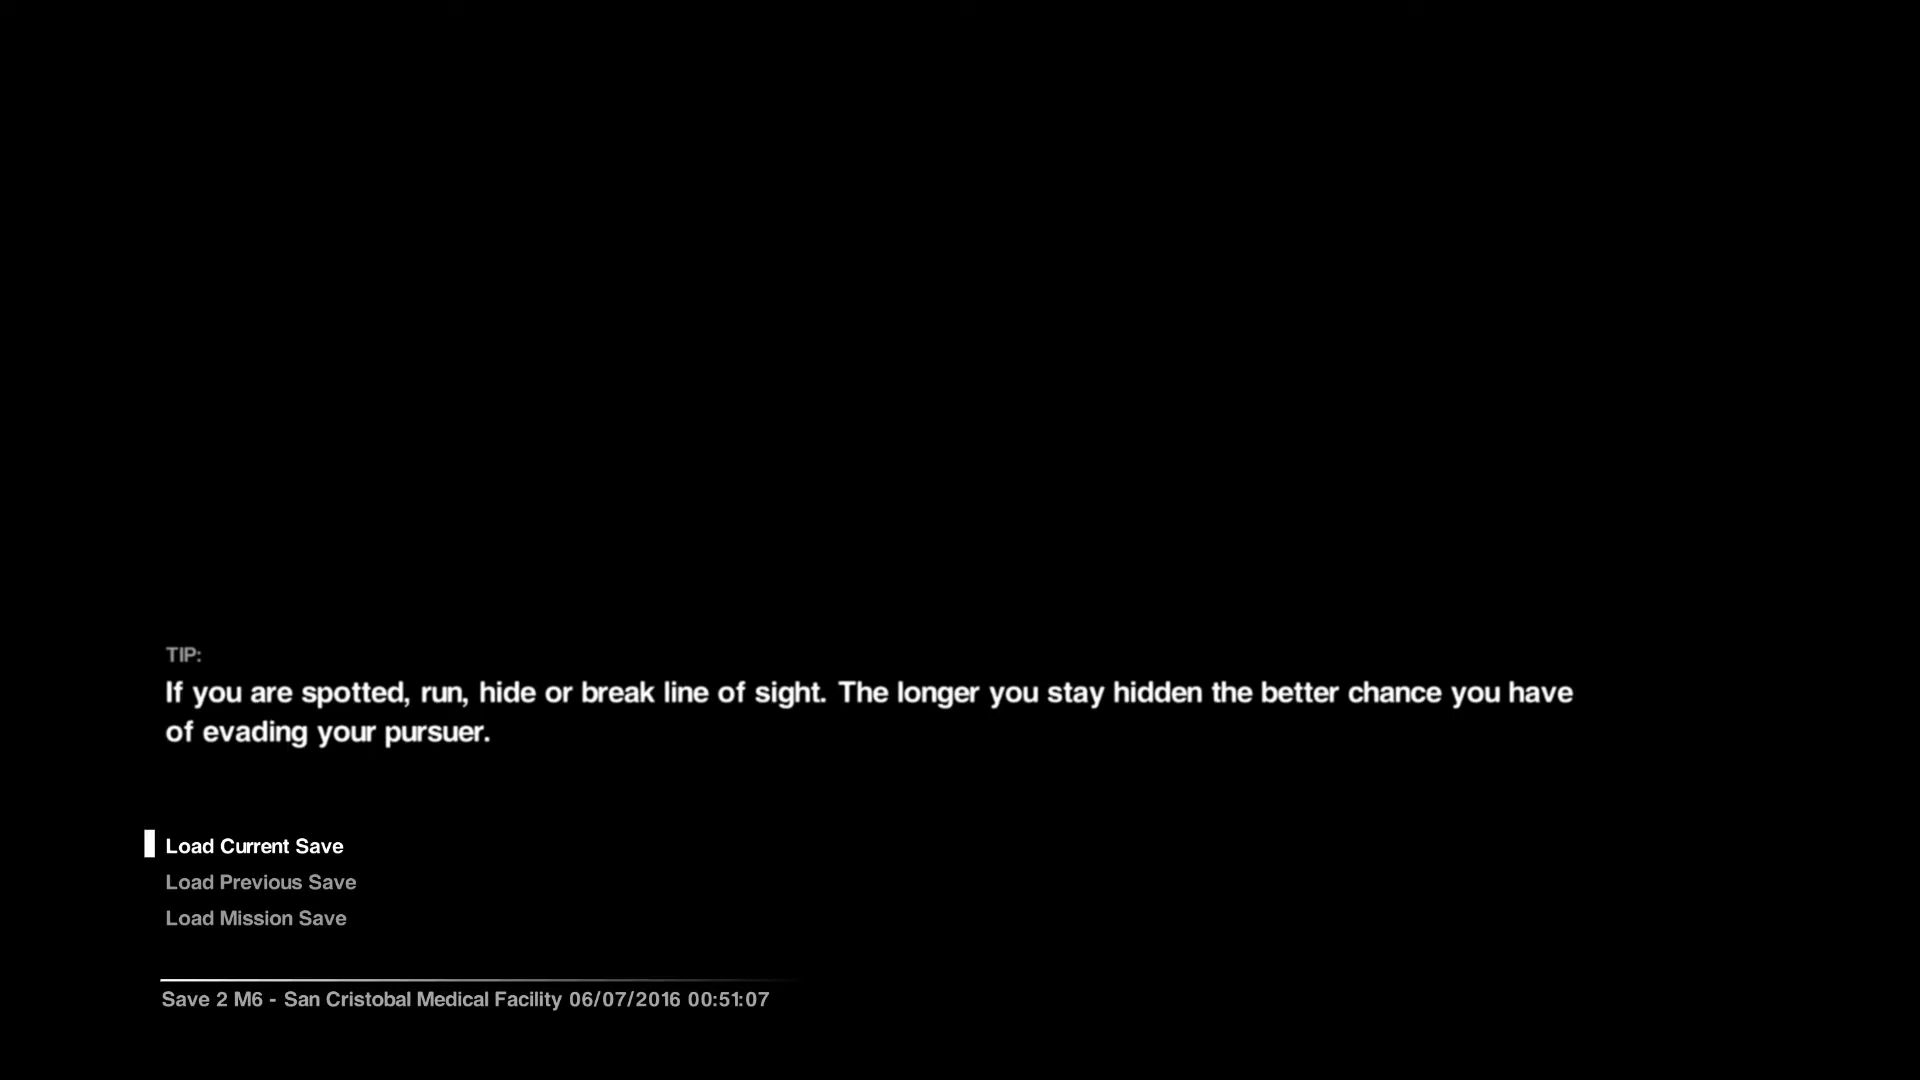 TIP:
If you are spotted, run, hide or break line of sight. The longer you stay hidden the better chance you have
of evading your pursuer.
Load Current Save
Load Previous Save
Load Mission Save
Save 2 M6 - San Cristobal Medical Facility 06/07/2016 00:51:07